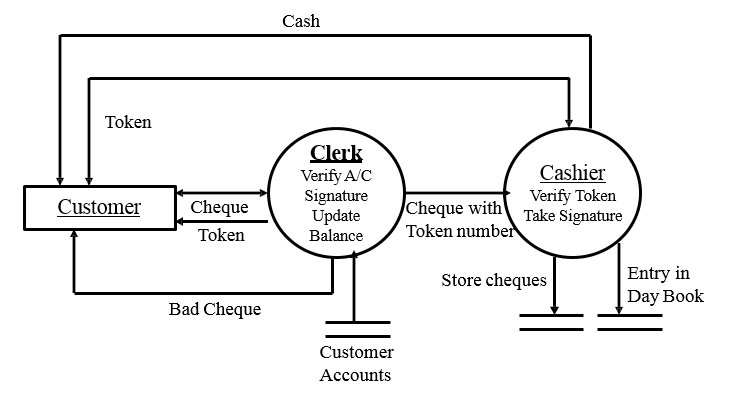 Cash
Token
Clerk
Verify A/C
Signature
Update
Balance
Cashier
Verify Token
Take Signature
Customer
Cheque
Token
Cheque with
Token number
Bad Cheque
Store cheques
Entry in
Day Book
Customer
Accounts